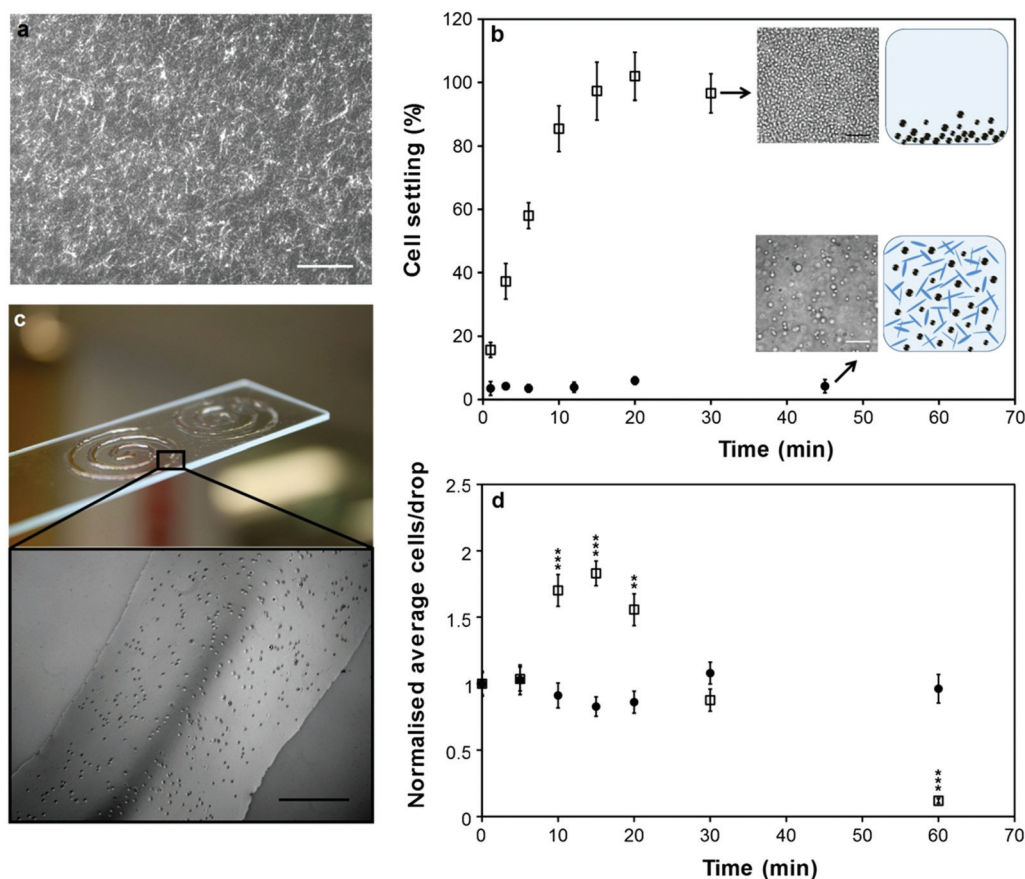 a
b
120
100
80
60
40
20
0
Cell settling (%)
0 10 20 30 40 50 60 70
Time (min)
c
d
2.5
2
1.5
1
0.5
0
Normalised average cells/drop
***
***
**
***
0 10 20 30 40 50 60 70
Time (min)